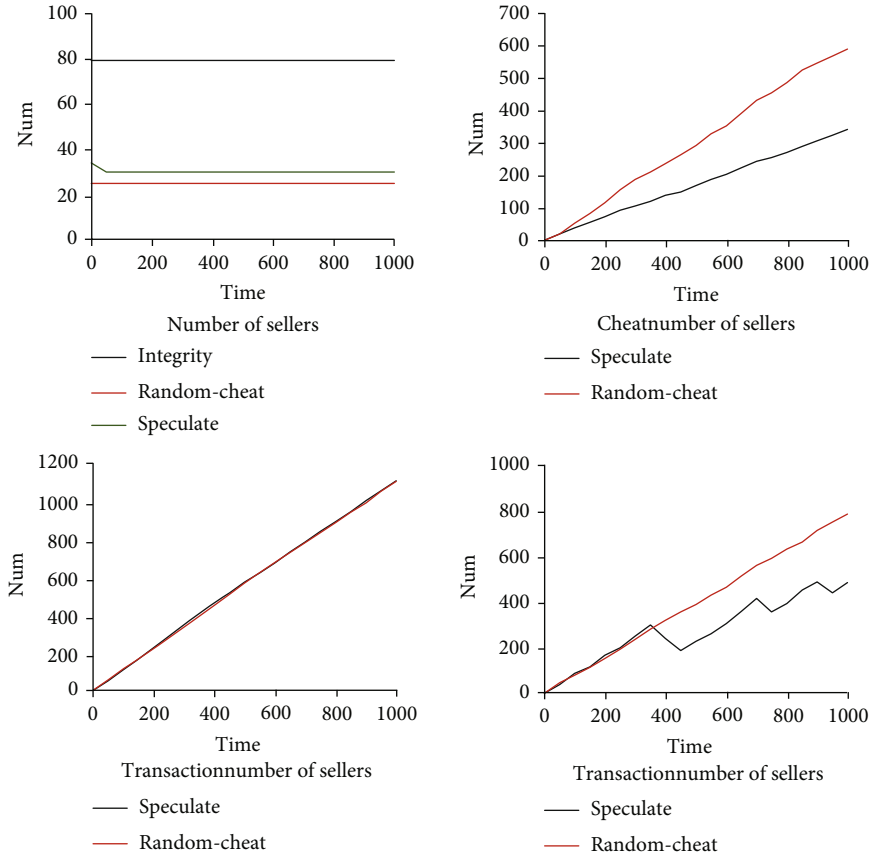 100
80
60
40
20
0
Num
0 200 400 600 800 1000
Time
Number of sellers
Integrity
Random-cheat
Speculate
700
600
500
400
300
200
100
0
Num
0 200 400 600 800 1000
Time
Cheatnumber of sellers
Speculate
Random-cheat
1200
1000
800
600
400
200
0
Num
0 200 400 600 800 1000
Time
Transactionnumber of sellers
Speculate
Random-cheat
1000
800
600
400
200
0
Num
0 200 400 600 800 1000
Time
Transactionnumber of sellers
Speculate
Random-cheat